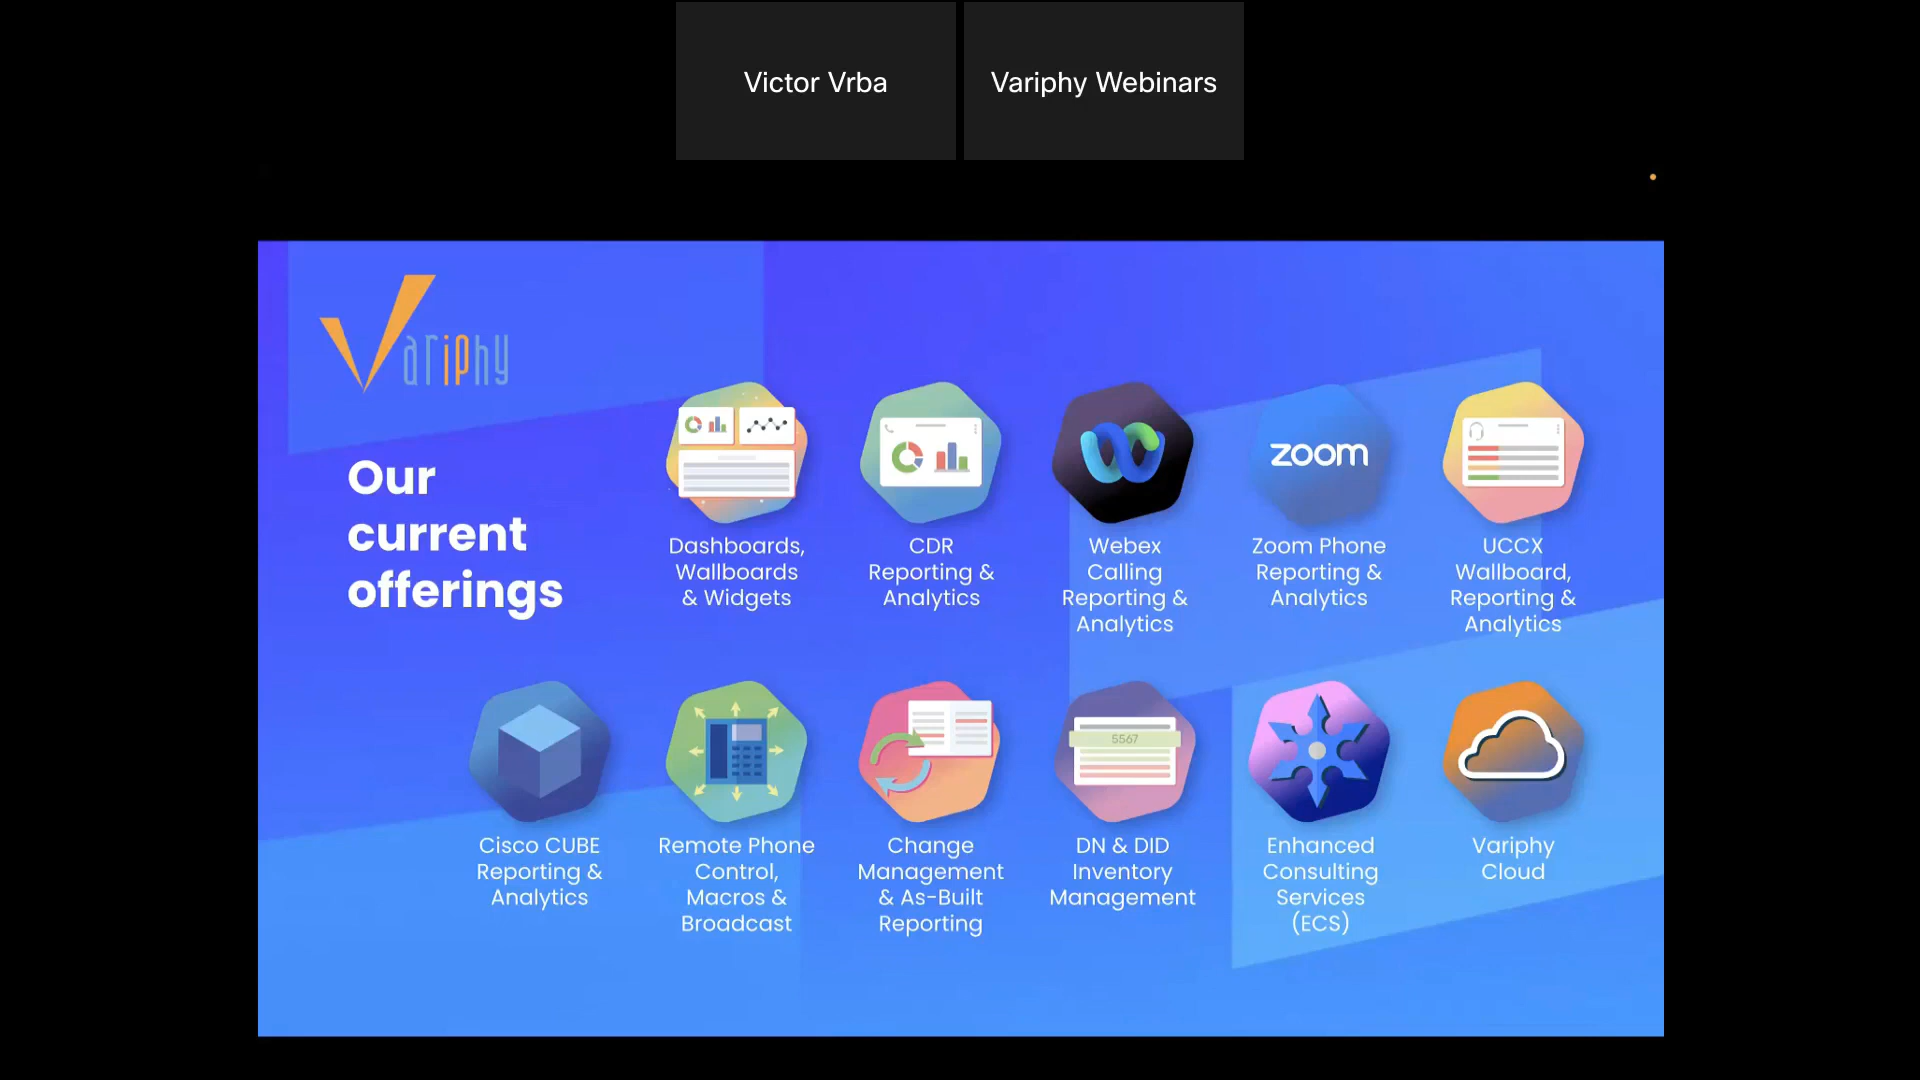 Victor Vrba
Variphy Webinars
Variphy
Our
current
offerings
Dashboards,
Wallboards
& Widgets
CDR
Reporting &
Analytics
Webex
Calling
Reporting &
Analytics
zoom
Zoom Phone
Reporting &
Analytics
UCCX
Wallboard,
Reporting &
Analytics
Cisco CUBE
Reporting &
Analytics
Remote Phone
Control,
Macros &
Broadcast
Change
Management
& As-Built
Reporting
5567
DN & DID
Inventory
Management
Enhanced
Consulting
Services
(ECS)
Variphy
Cloud